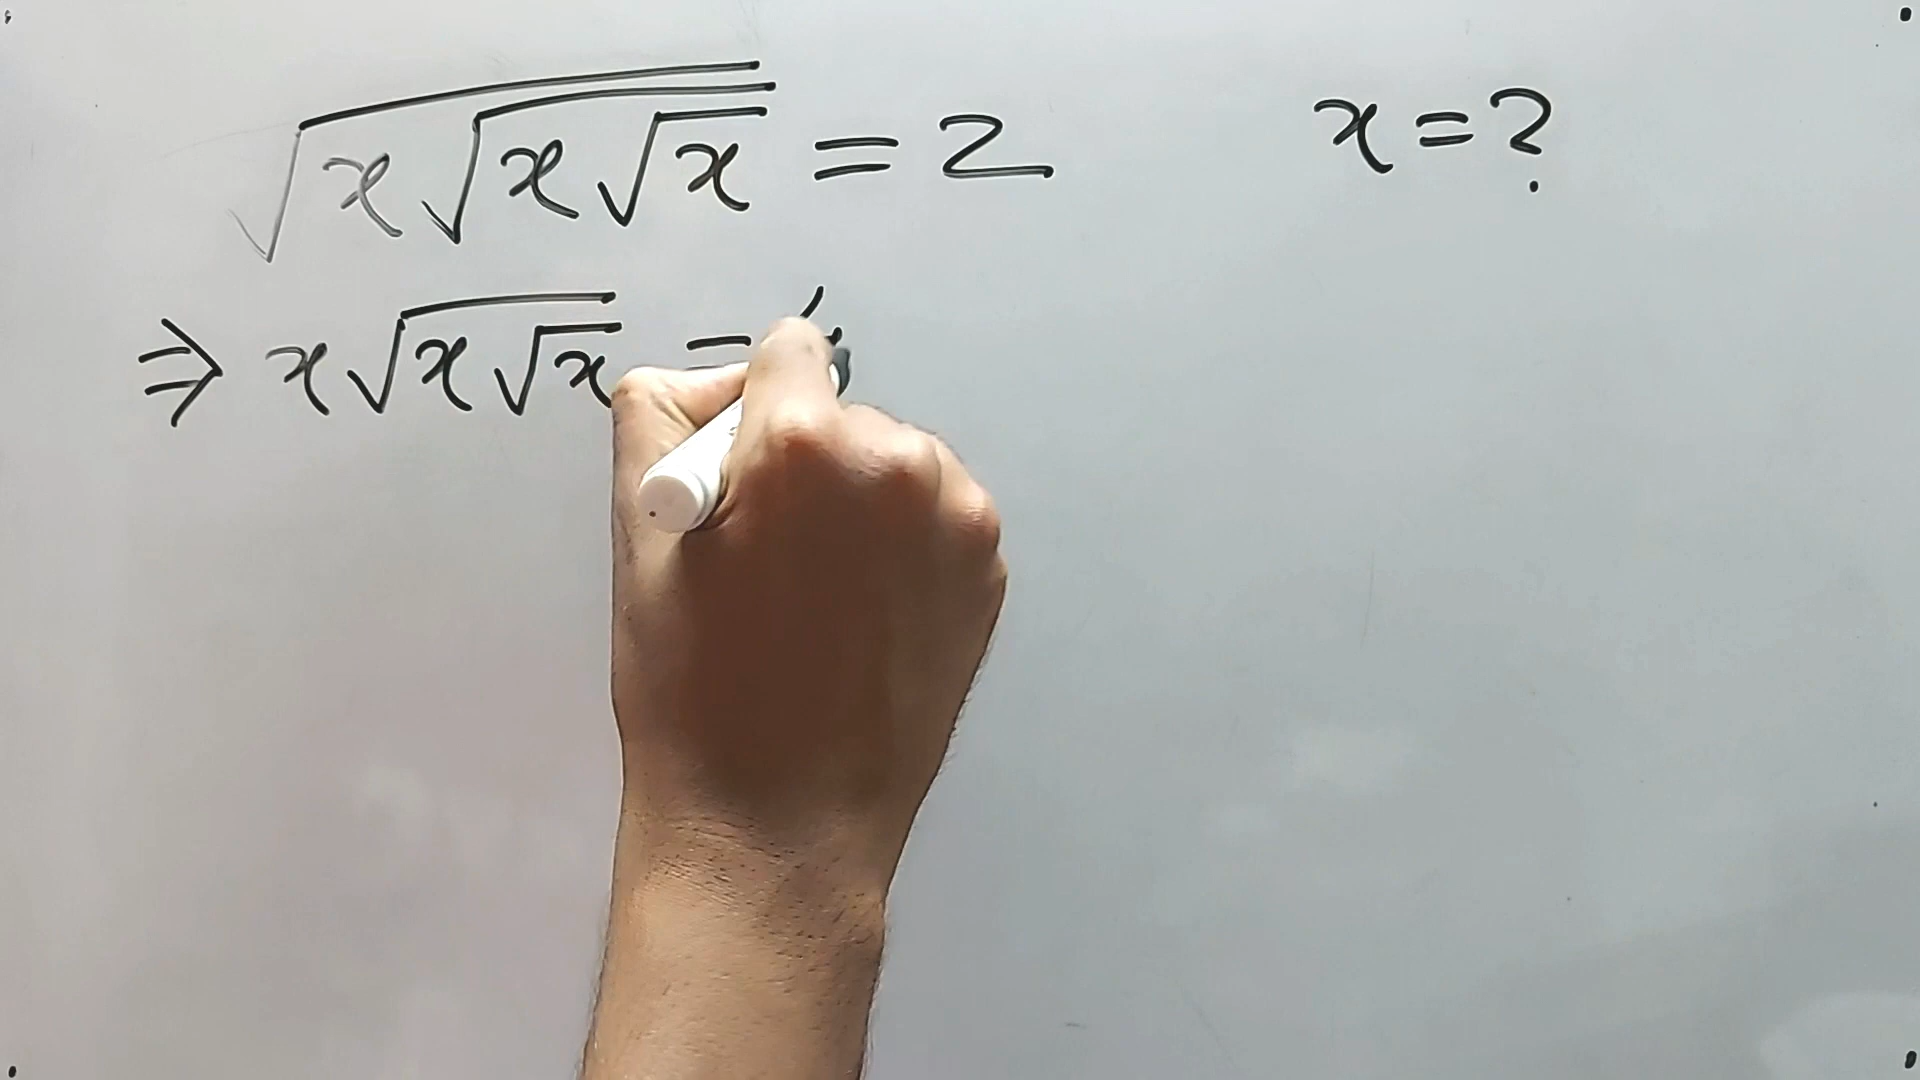 √(x√(x√x)) = 2
x = ?
⇒ x√(x√x) =